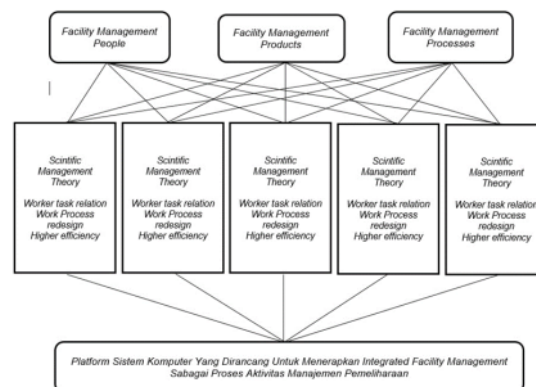 Facility Management
People
Facility Management
Products
Facility Management
Processes
Scintific
Management
Theory
Worker task relation
Work Process
redesign
Higher efficiency
Scintific
Management
Theory
Worker task relation
Work Process
redesign
Higher efficiency
Scintific
Management
Theory
Worker task relation
Work Process
redesign
Higher efficiency
Scintific
Management
Theory
Worker task relation
Work Process
redesign
Higher efficiency
Scintific
Management
Theory
Worker task relation
Work Process
redesign
Higher efficiency
Platform Sistem Komputer Yang Dirancang Untuk Menerapkan Integrated Facility Management
Sabagai Proses Aktivitas Manajemen Pemeliharaan